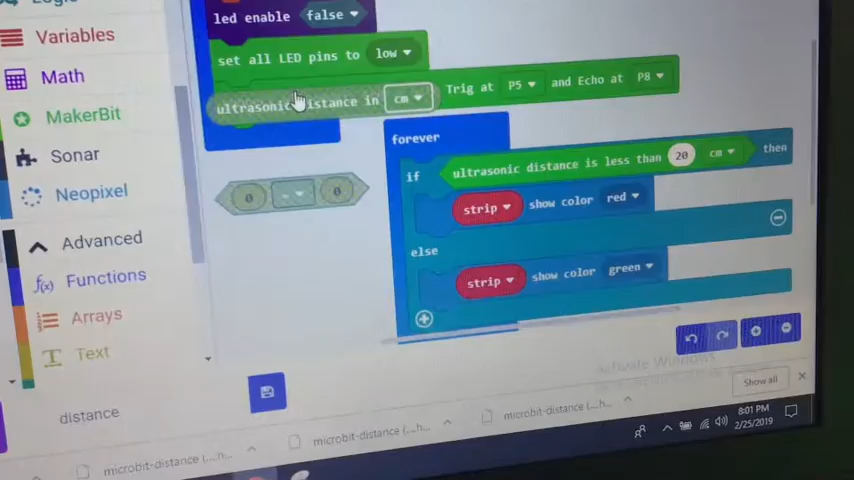 led enable false
set all LED pins to low
ultrasonic distance in cm
Trig at P5 and Echo at P8
forever
if ultrasonic distance is less than 20 cm then
strip show color red
else
strip show color green
0 = 0
Variables
Math
MakerBit
Sonar
Neopixel
Advanced
Functions
Arrays
Text
distance
Activate Windows
Show all
microbit-distance (....h...
microbit-distance (....h...
microbit-distance (....h...
8:01 PM
2/25/2019